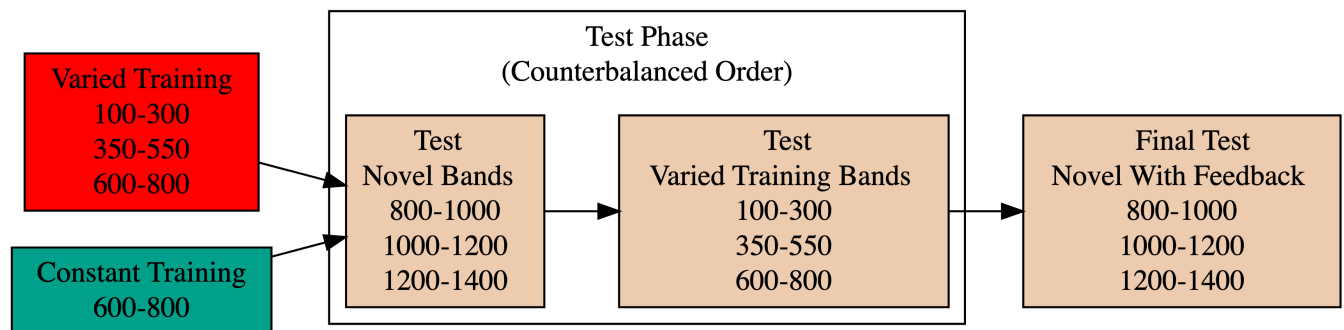 Varied Training
100-300
350-550
600-800
Constant Training
600-800
Test Phase
(Counterbalanced Order)
Test
Novel Bands
800-1000
1000-1200
1200-1400
Test
Varied Training Bands
100-300
350-550
600-800
Final Test
Novel With Feedback
800-1000
1000-1200
1200-1400